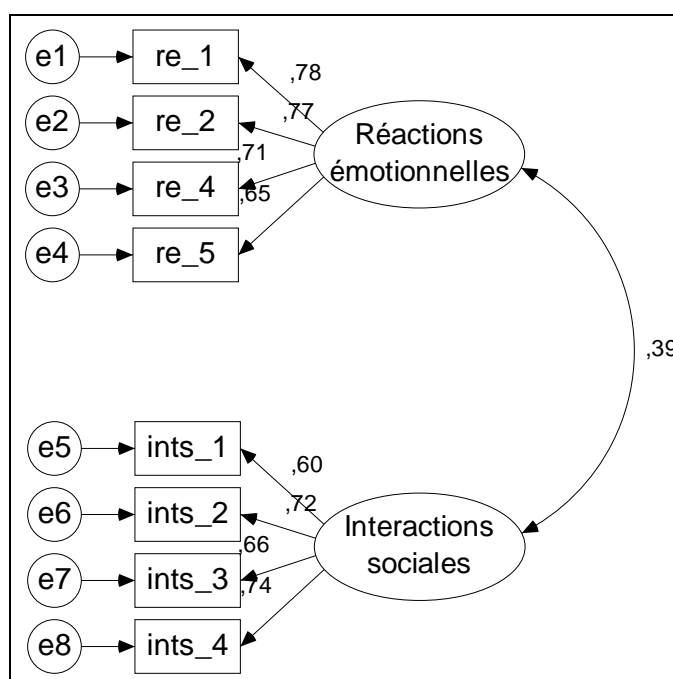 e1
re_1
,78
e2
re_2
,77
Réactions
émotionnelles
,71
e3
re_4
,65
e4
re_5
,39
e5
ints_1
,60
e6
ints_2
,72
Interactions
sociales
,66
e7
ints_3
,74
e8
ints_4